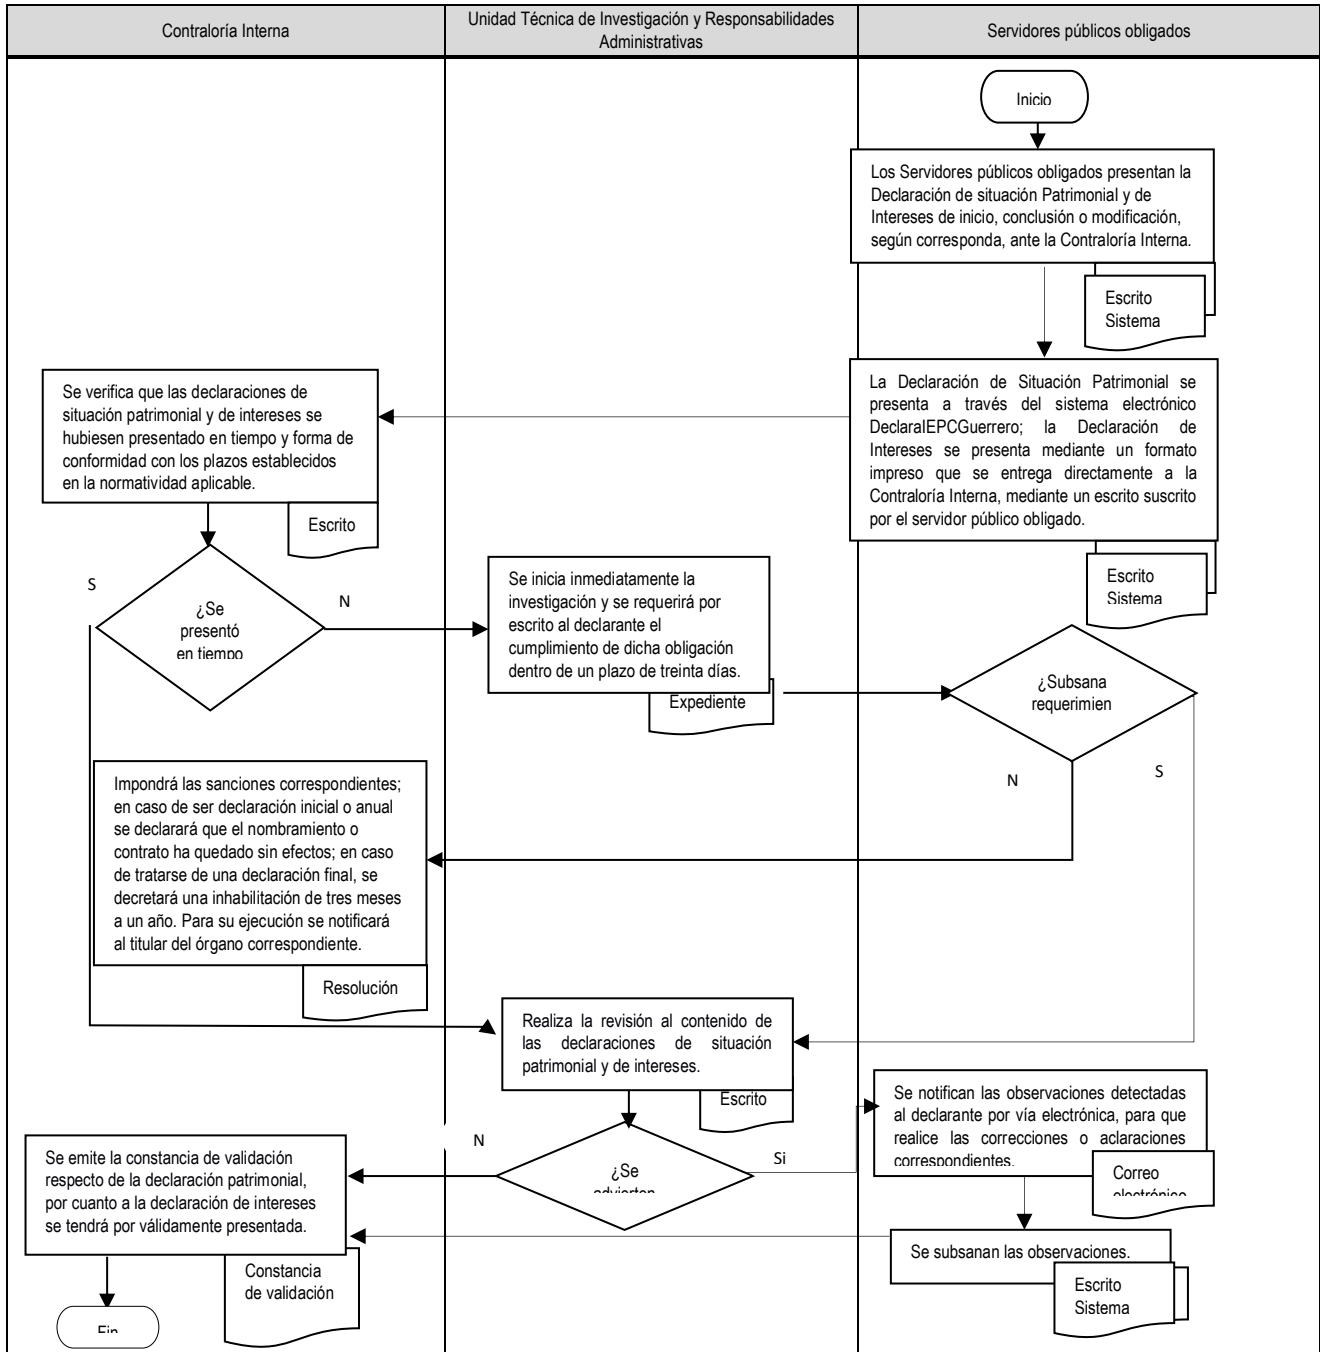 Contraloría Interna
Unidad Técnica de Investigación y Responsabilidades
Administrativas
Servidores públicos obligados
Inicio
Los Servidores públicos obligados presentan la
Declaración de situación Patrimonial y de
Intereses de inicio, conclusión o modificación,
según corresponda, ante la Contraloría Interna.
Escrito
Sistema
La Declaración de Situación Patrimonial se
presenta a través del sistema electrónico
DeclaraIEPCGuerrero; la Declaración de
Intereses se presenta mediante un formato
impreso que se entrega directamente a la
Contraloría Interna, mediante un escrito suscrito
por el servidor público obligado.
Escrito
Sistema
Se verifica que las declaraciones de
situación patrimonial y de intereses se
hubiesen presentado en tiempo y forma de
conformidad con los plazos establecidos
en la normatividad aplicable.
Escrito
S
¿Se
presentó
en tiempo
N
Se inicia inmediatamente la
investigación y se requerirá por
escrito al declarante el
cumplimiento de dicha obligación
dentro de un plazo de treinta días.
Expediente
¿Subsana
requerimien
N
S
Impondrá las sanciones correspondientes;
en caso de ser declaración inicial o anual
se declarará que el nombramiento o
contrato ha quedado sin efectos; en caso
de tratarse de una declaración final, se
decretará una inhabilitación de tres meses
a un año. Para su ejecución se notificará
al titular del órgano correspondiente.
Resolución
Realiza la revisión al contenido de
las declaraciones de situación
patrimonial y de intereses.
Escrito
N
¿Se
advierten
Si
Se notifican las observaciones detectadas
al declarante por vía electrónica, para que
realice las correcciones o aclaraciones
correspondientes.
Correo
electrónico
Se subsanan las observaciones.
Escrito
Sistema
Se emite la constancia de validación
respecto de la declaración patrimonial,
por cuanto a la declaración de intereses
se tendrá por válidamente presentada.
Constancia
de validación
Fin